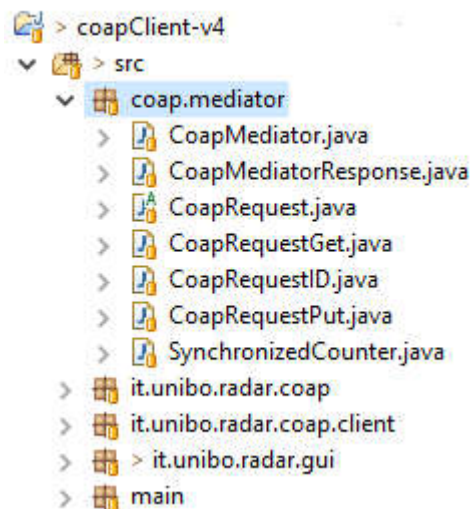 > coapClient-v4
> src
coap.mediator
> CoapMediator.java
> CoapMediatorResponse.java
> CoapRequest.java
> CoapRequestGet.java
> CoapRequestID.java
> CoapRequestPut.java
> SynchronizedCounter.java
> it.unibo.radar.coap
> it.unibo.radar.coap.client
> > it.unibo.radar.gui
> main